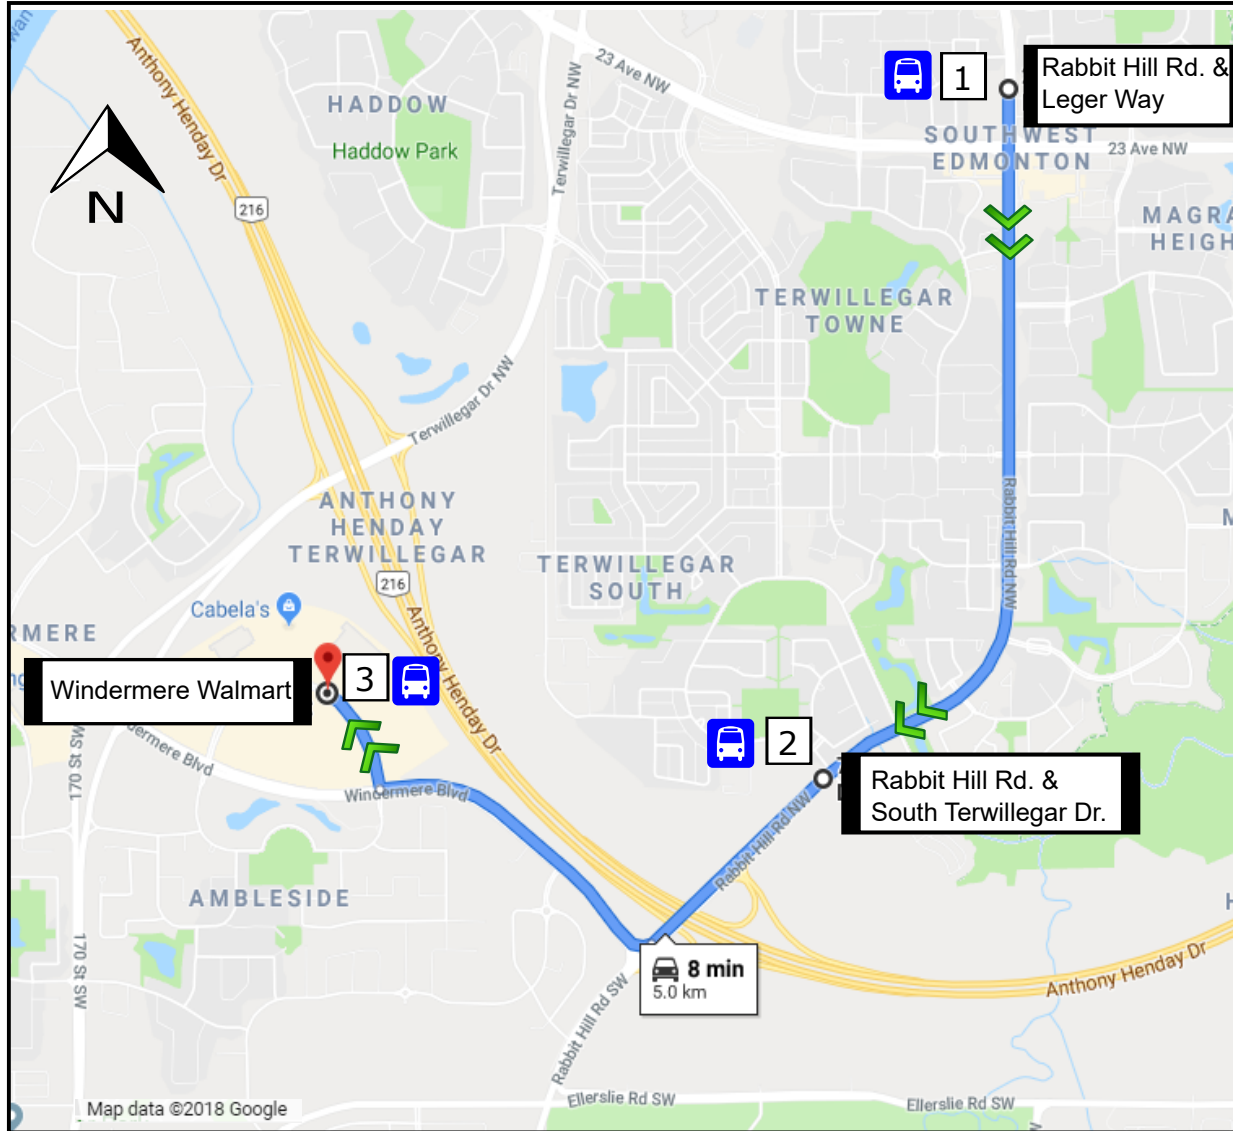 wan
Anthony Henday Dr
216
N
HADDOW
Haddow Park
Terwillegar Dr NW
23 Ave NW
1
Rabbit Hill Rd. &
Leger Way
SOUTHWEST
EDMONTON
23 Ave NW
MAGRA
HEIGH
TERWILLEGAR
TOWNE
Terwillegar Dr NW
Rabbit Hill Rd NW
ANTHONY
HENDAY
TERWILLEGAR
216
TERWILLEGAR
SOUTH
Cabela's
RMERE
ng
Windermere Walmart
3
Anthony Henday Dr
2
Rabbit Hill Rd. &
South Terwillegar Dr.
170 St SW
dermere Blvd
Windermere Blvd
Rabbit Hill Rd NW
AMBLESIDE
170 St SW
8 min
5.0 km
Rabbit Hill Rd SW
Anthony Henday Dr
Ellerslie Rd SW
Ellerslie Rd SW
Map data ©2018 Google